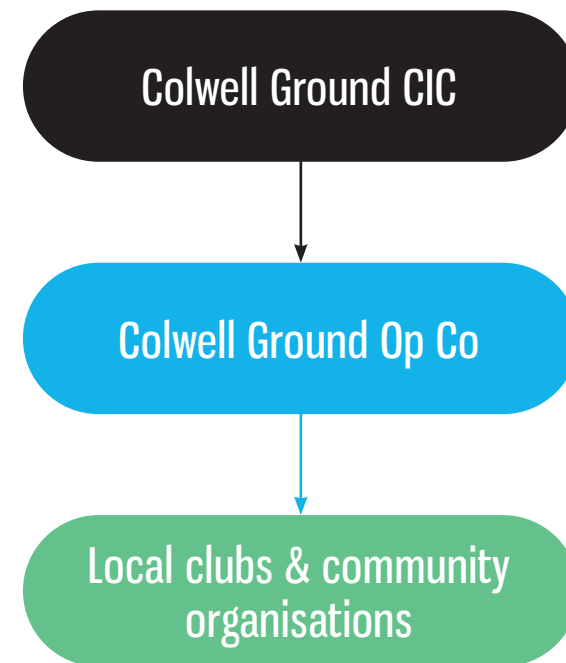 Colwell Ground CIC
Colwell Ground Op Co
Local clubs & community
organisations